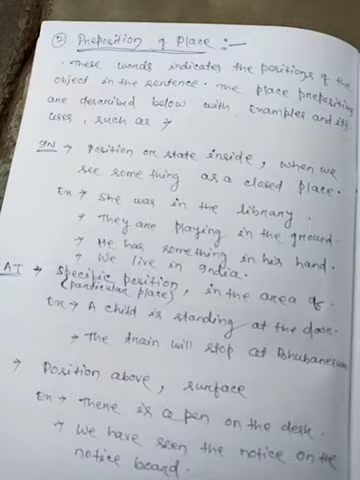 ② Preposition of Place :-
· These words indicates the positions of the
object in the sentence · The place prepositions
are described below with Examples and its
uses, such as →
IN → Position or state inside, when we
see something as a closed place.
Ex → She was in the library.
→ They are playing in the ground.
→ He has something in his hand.
→ We live in India.
AT → Specific position, in the area of.
(particular place)
Ex → A child is standing at the door.
→ The train will stop at Bhubaneswar
→ Position above, surface
Ex → There is a pen on the desk.
→ We have seen the notice on the
notice board.